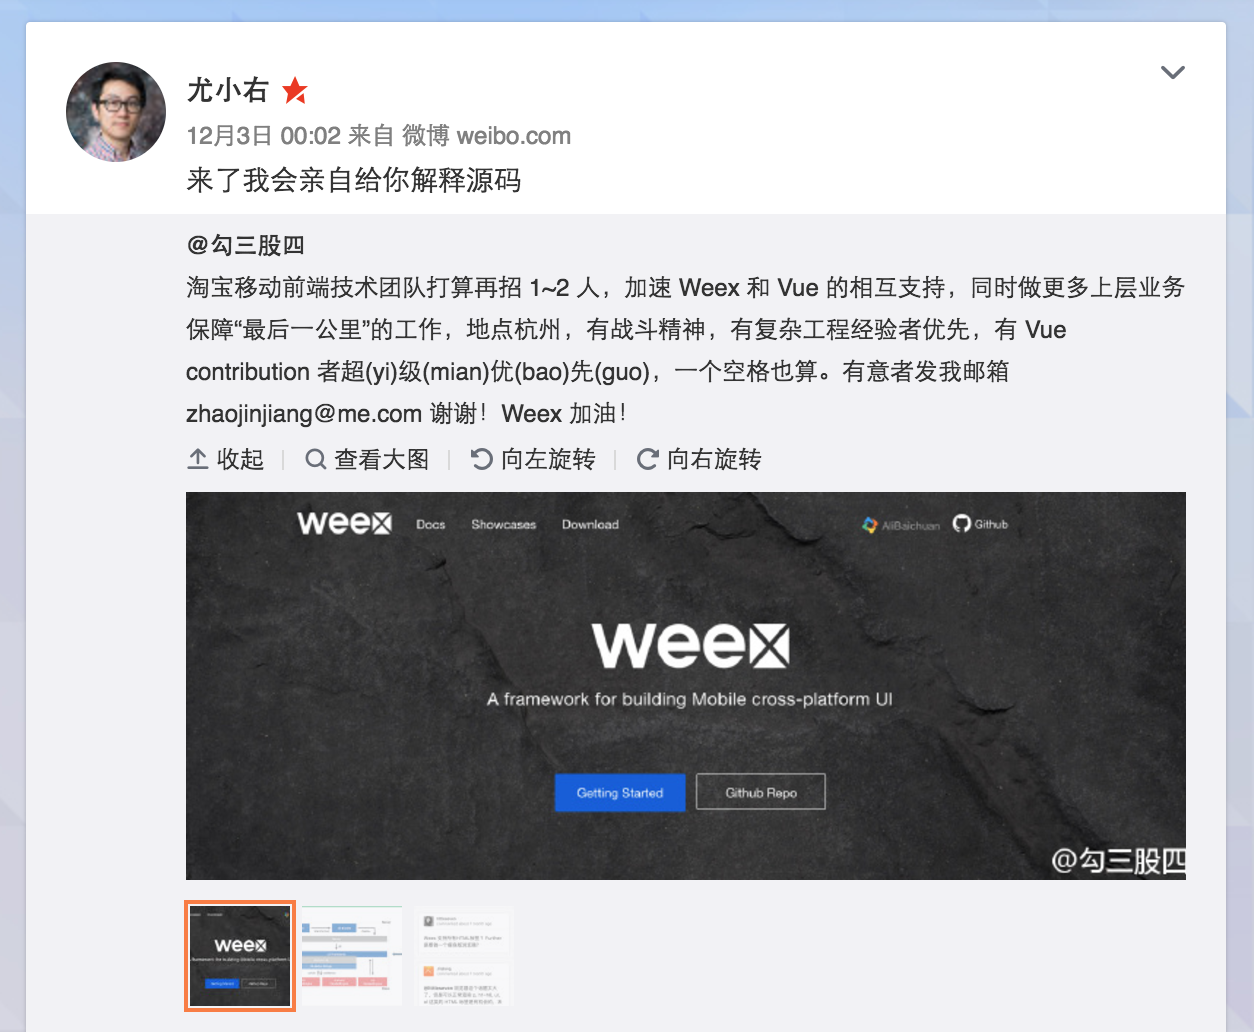 尤小右
12月3日 00:02 来自 微博 weibo.com
来了我会亲自给你解释源码
@勾三股四
淘宝移动前端技术团队打算再招 1~2 人，加速 Weex 和 Vue 的相互支持，同时做更多上层业务
保障“最后一公里”的工作，地点杭州，有战斗精神，有复杂工程经验者优先，有 Vue
contribution 者超(yi)级(mian)优(bao)先(guo)，一个空格也算。有意者发我邮箱
zhaojinjiang@me.com 谢谢！Weex 加油！
收起 查看大图 向左旋转 向右旋转
weex Docs Showcases Download AliBaichuan Github
weex
A framework for building Mobile cross-platform UI
Getting Started Github Repo
@勾三股四
weex